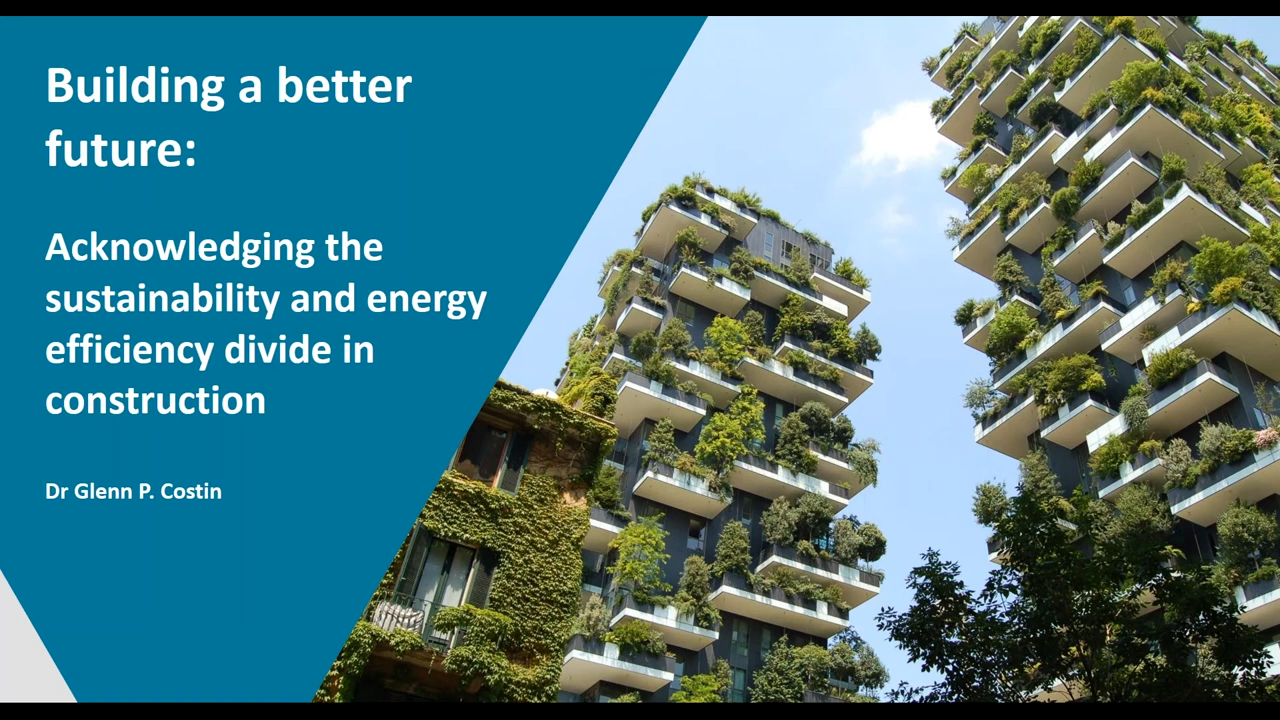 Building a better
future:
Acknowledging the
sustainability and energy
efficiency divide in
construction
Dr Glenn P. Costin